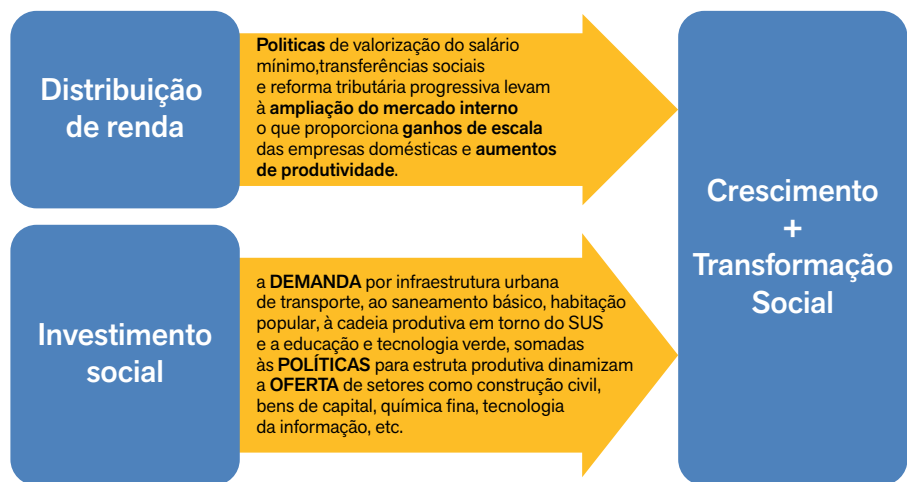 Distribuição
de renda
Politicas de valorização do salário
mínimo,transferências sociais
e reforma tributária progressiva levam
à ampliação do mercado interno
o que proporciona ganhos de escala
das empresas domésticas e aumentos
de produtividade.
Investimento
social
a DEMANDA por infraestrutura urbana
de transporte, ao saneamento básico, habitação
popular, à cadeia produtiva em torno do SUS
e a educação e tecnologia verde, somadas
às POLÍTICAS para estruta produtiva dinamizam
a OFERTA de setores como construção civil,
bens de capital, química fina, tecnologia
da informação, etc.
Crescimento
+
Transformação
Social